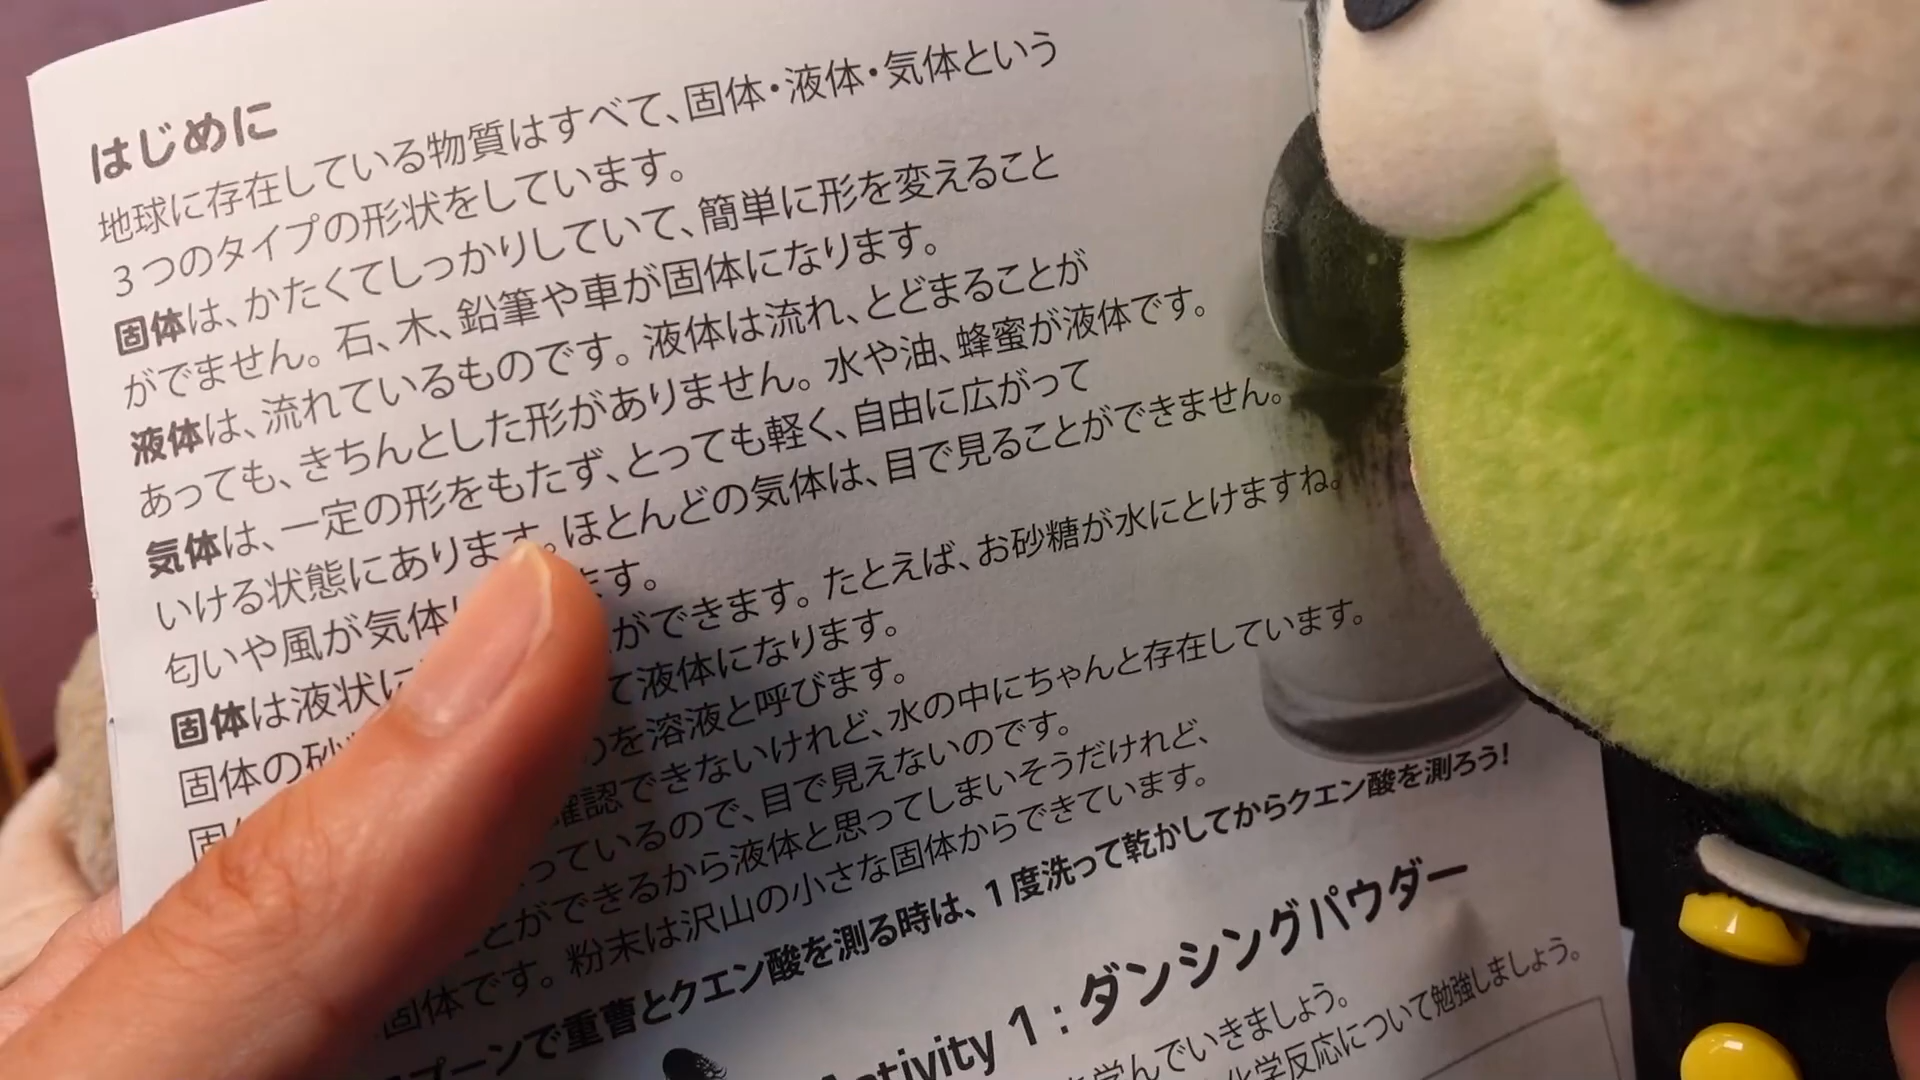 はじめに
地球に存在している物質はすべて、固体・液体・気体という
3つのタイプの形状をしています。
固体は、かたくてしっかりしていて、簡単に形を変えること
がでません。石、木、鉛筆や車が固体になります。
液体は、流れているものです。液体は流れ、とどまることが
あっても、きちんとした形がありません。水や油、蜂蜜が液体です。
気体は、一定の形をもたず、とっても軽く、自由に広がって
いける状態にあります。ほとんどの気体は、目で見ることができません。
匂いや風が気体 ます。
固体は液状に ができます。たとえば、お砂糖が水にとけますね。
固体の砂 て液体になります。
固 を溶液と呼びます。
確認できないけれど、水の中にちゃんと存在しています。
っているので、目で見えないのです。
ことができるから液体と思ってしまいそうだけれど、
固体です。粉末は沢山の小さな固体からできています。
プーンで重曹とクエン酸を測る時は、1度洗って乾かしてからクエン酸を測ろう!
Activity 1 : ダンシングパウダー
を学んでいきましょう。
化学反応について勉強しましょう。